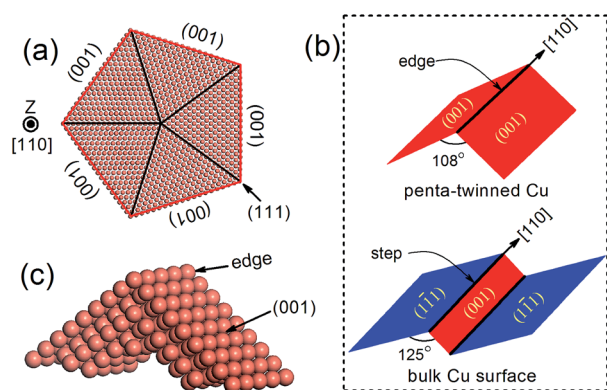 (a)
(001)
(001)
(001)
(001)
(001)
(111)
Z
[110]
(b)
[110]
edge
(001)
(001)
108°
penta-twinned Cu
[110]
step
(11̄1)
(001)
(11̄1)
125°
bulk Cu surface
(c)
edge
(001)